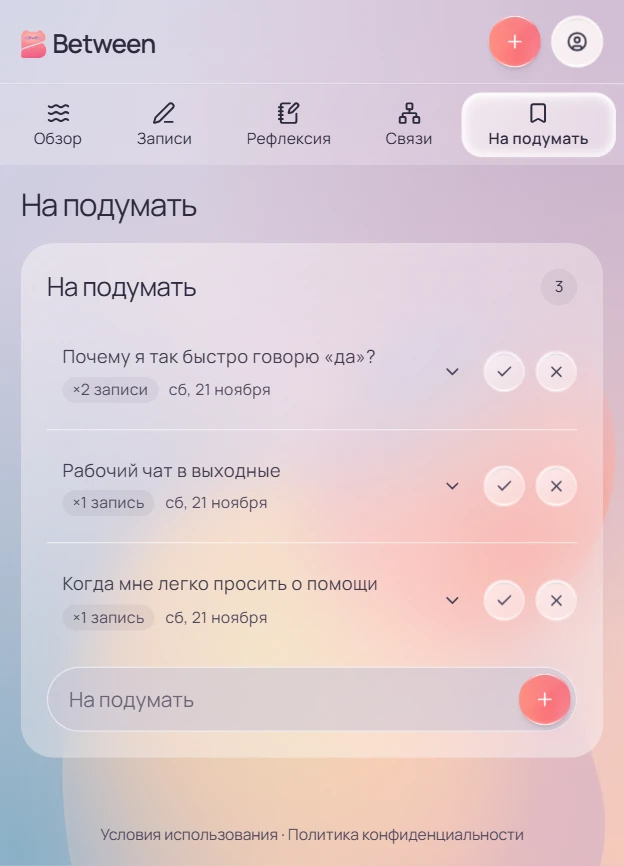 Between
Обзор
Записи
Рефлексия
Связи
На подумать
На подумать
На подумать
3
Почему я так быстро говорю «да»?
×2 записи сб, 21 ноября
Рабочий чат в выходные
×1 запись сб, 21 ноября
Когда мне легко просить о помощи
×1 запись сб, 21 ноября
На подумать
Условия использования · Политика конфиденциальности